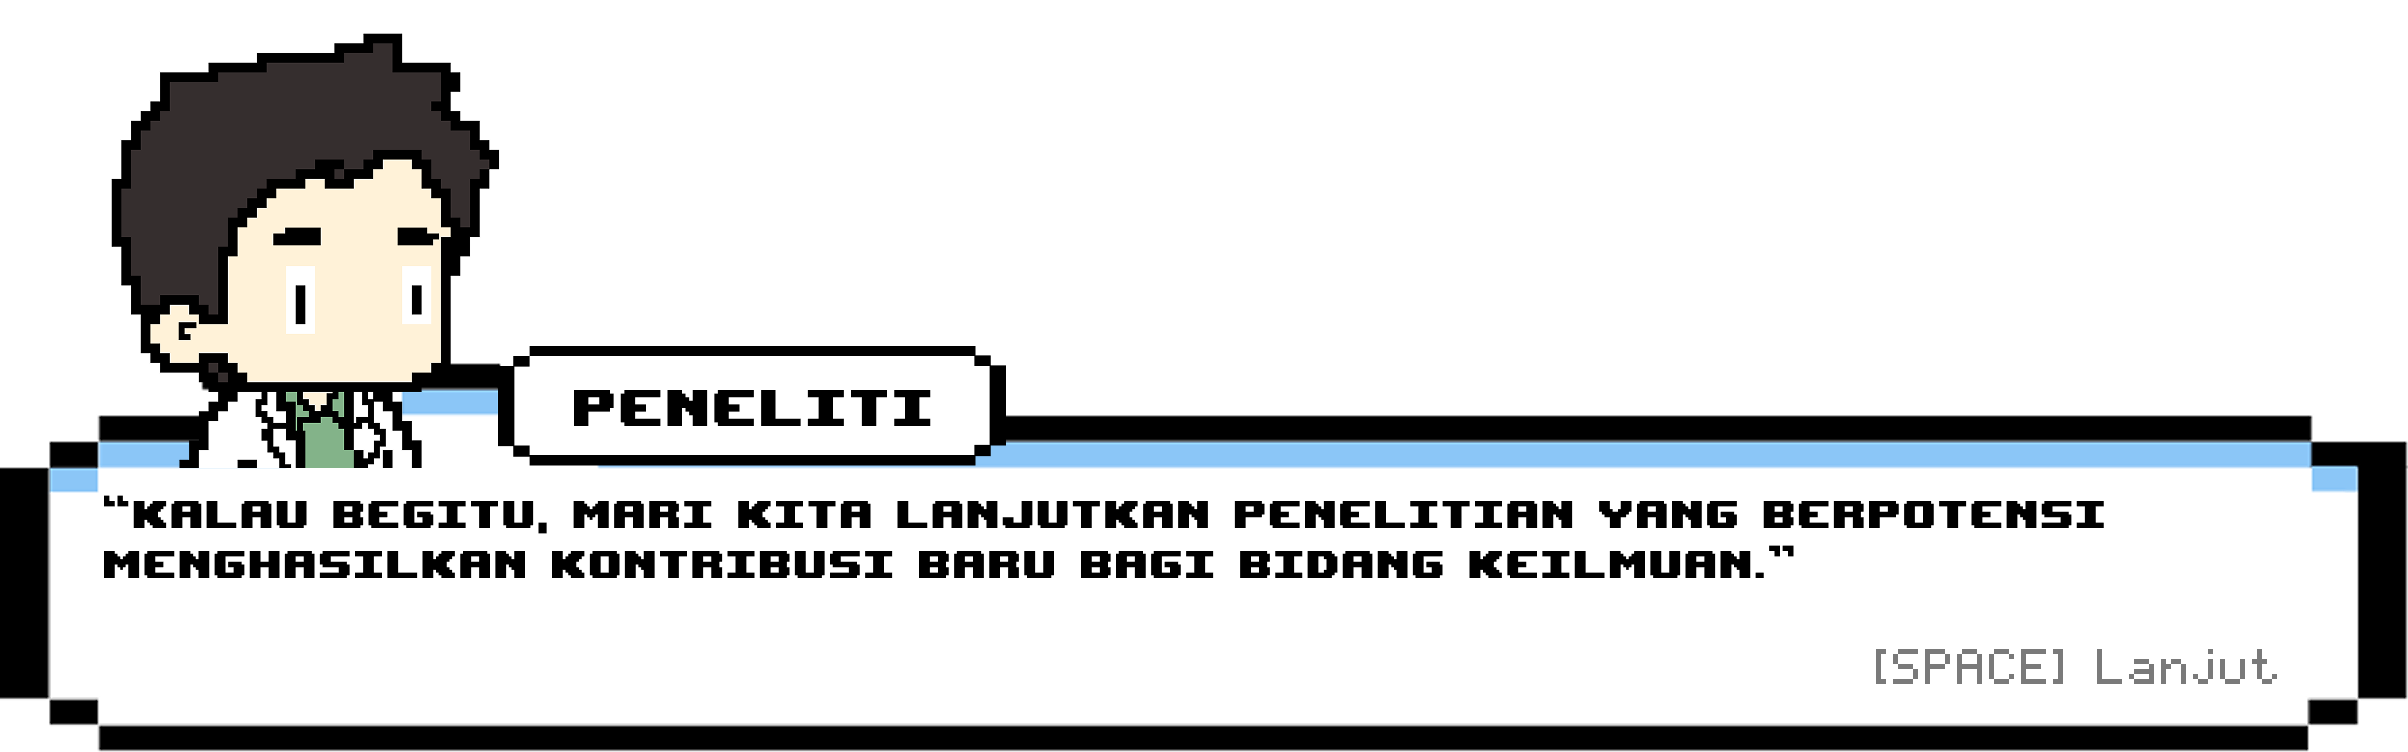 PENELITI
“KALAU BEGITU, MARI KITA LANJUTKAN PENELITIAN YANG BERPOTENSI
MENGHASILKAN KONTRIBUSI BARU BAGI BIDANG KEILMUAN.”
[SPACE] Lanjut